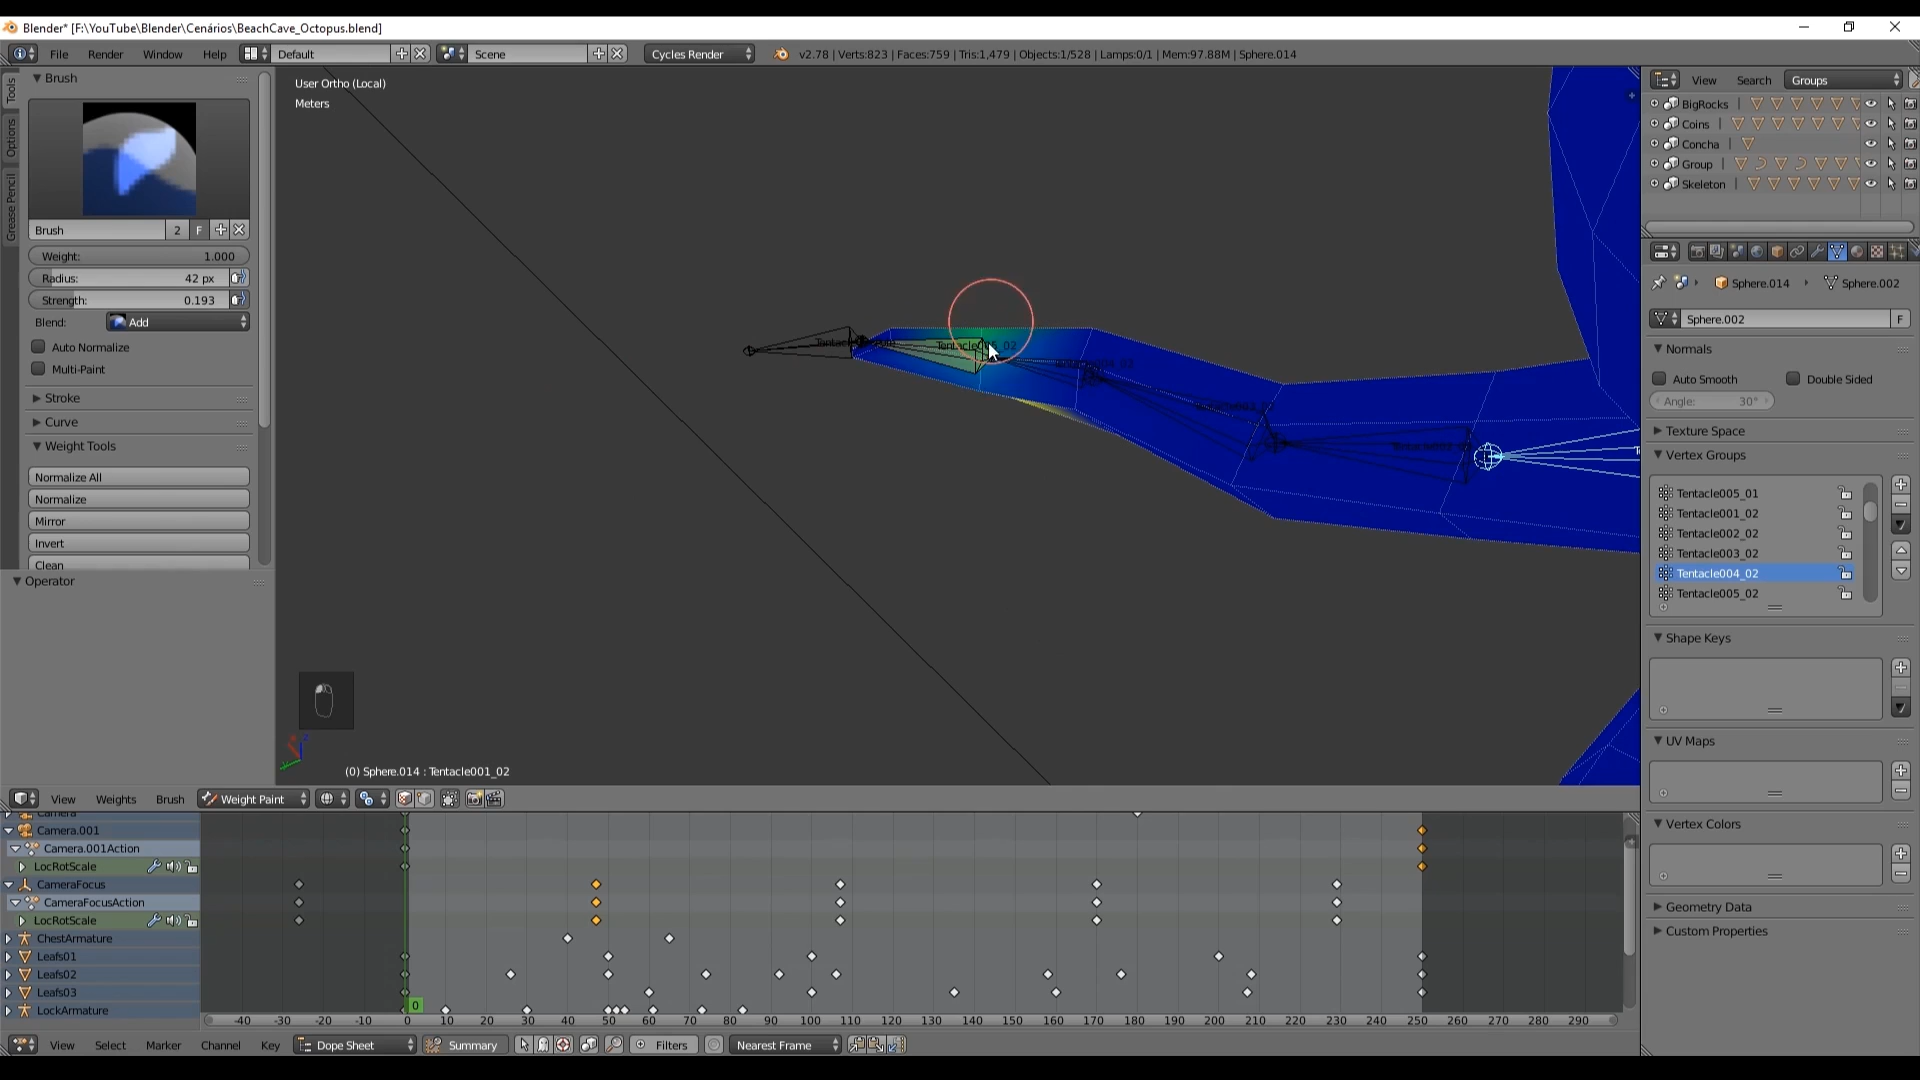 Blender* [F:\YouTube\Blender\Cenários\BeachCave_Octopus.blend]
File Render Window Help Default Scene Cycles Render v2.78 | Verts:823 | Faces:759 | Tris:1,479 | Objects:1/528 | Lamps:0/1 | Mem:97.88M | Sphere.014
Tools
Options
Grease Pencil
Brush
Brush 2 F
Weight: 1.000
Radius: 42 px
Strength: 0.193
Blend: Add
Auto Normalize
Multi-Paint
Stroke
Curve
Weight Tools
Normalize All
Normalize
Mirror
Invert
Clean
Operator
User Ortho (Local)
Meters
(0) Sphere.014 : Tentacle001_02
View Weights Brush Weight Paint
View Search Groups
BigRocks
Coins
Concha
Group
Skeleton
Sphere.014 Sphere.002
Sphere.002 F
Normals
Auto Smooth Double Sided
Angle: 30°
Texture Space
Vertex Groups
Tentacle005_01
Tentacle001_02
Tentacle002_02
Tentacle003_02
Tentacle004_02
Tentacle005_02
Shape Keys
UV Maps
Vertex Colors
Geometry Data
Custom Properties
Camera
Camera.001
Camera.001Action
LocRotScale
CameraFocus
CameraFocusAction
LocRotScale
ChestArmature
Leafs01
Leafs02
Leafs03
LockArmature
0
-40 -30 -20 -10 0 10 20 30 40 50 60 70 80 90 100 110 120 130 140 150 160 170 180 190 200 210 220 230 240 250 260 270 280 290
View Select Marker Channel Key Dope Sheet Summary Filters Nearest Frame